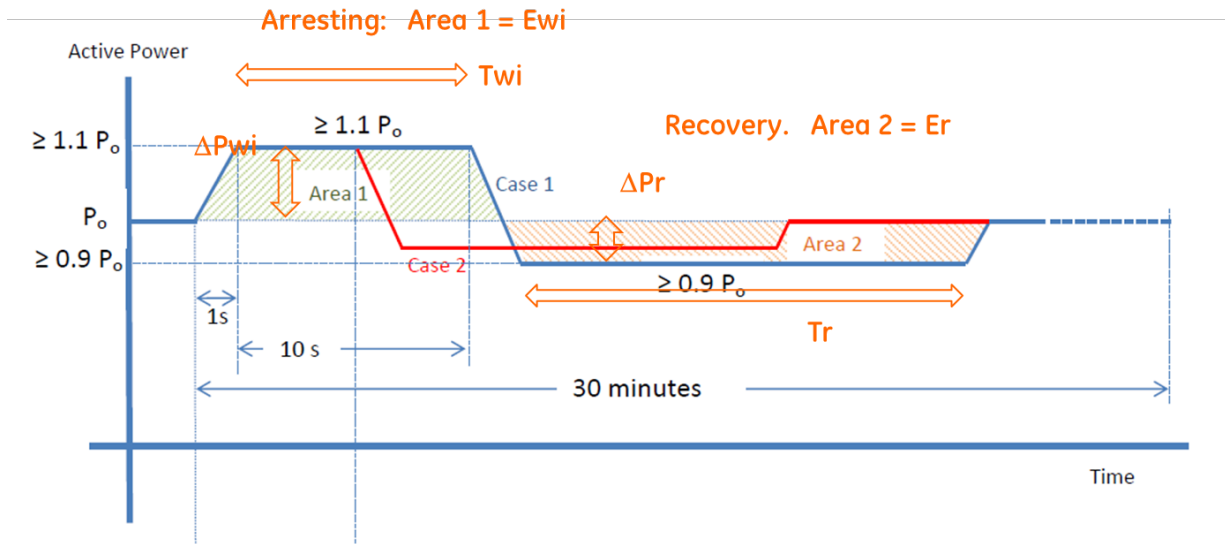 Arresting: Area 1 = Ewi
Active Power
Twi
≥ 1.1 Po
Recovery. Area 2 = Er
≥ 1.1 Po
ΔPwi
Case 1
ΔPr
Area 1
Po
Area 2
≥ 0.9 Po
Case 2
≥ 0.9 Po
1s
Tr
10 s
30 minutes
Time